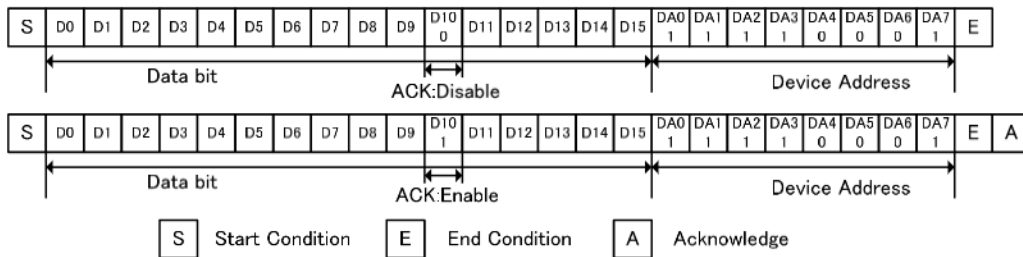 S D0 D1 D2 D3 D4 D5 D6 D7 D8 D9 D10 D11 D12 D13 D14 D15 DA0 DA1 DA2 DA3 DA4 DA5 DA6 DA7 E
0 1 1 1 1 0 0 0 1
Data bit Device Address
ACK:Disable
S D0 D1 D2 D3 D4 D5 D6 D7 D8 D9 D10 D11 D12 D13 D14 D15 DA0 DA1 DA2 DA3 DA4 DA5 DA6 DA7 E A
1 1 1 1 1 0 0 0 1
Data bit Device Address
ACK:Enable
S Start Condition E End Condition A Acknowledge